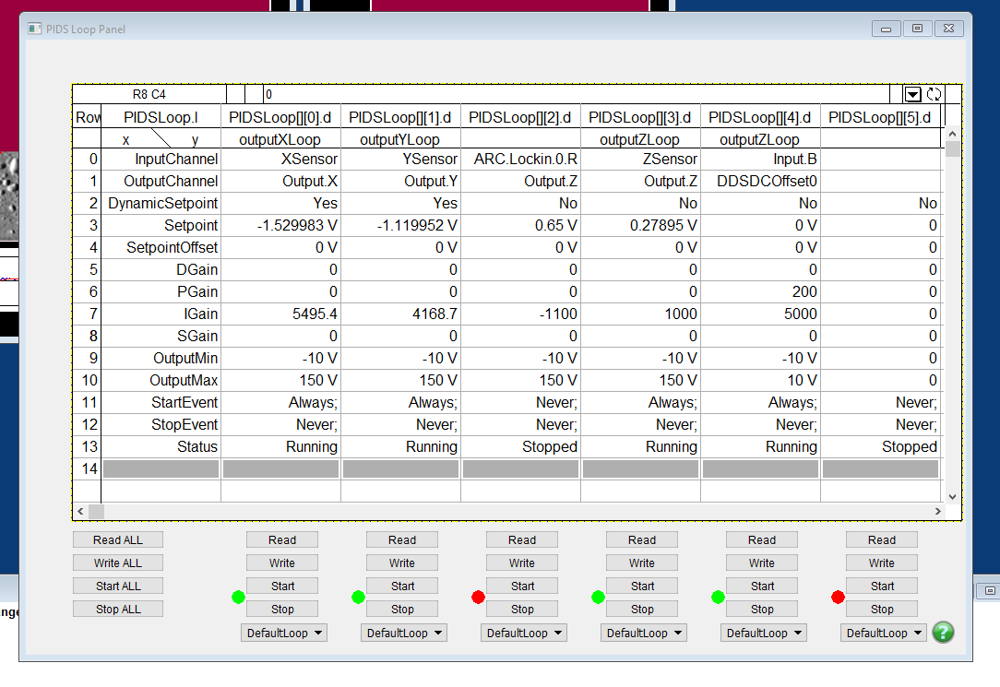 PIDS Loop Panel
R8 C4 0
Row PIDSLoop.l PIDSLoop[][0].d PIDSLoop[][1].d PIDSLoop[][2].d PIDSLoop[][3].d PIDSLoop[][4].d PIDSLoop[][5].d
x y outputXLoop outputYLoop outputZLoop outputZLoop
0 InputChannel XSensor YSensor ARC.Lockin.0.R ZSensor Input.B
1 OutputChannel Output.X Output.Y Output.Z Output.Z DDSDCOffset0
2 DynamicSetpoint Yes Yes No No No No
3 Setpoint -1.529983 V -1.119952 V 0.65 V 0.27895 V 0 V 0
4 SetpointOffset 0 V 0 V 0 V 0 V 0 V 0
5 DGain 0 0 0 0 0 0
6 PGain 0 0 0 0 200 0
7 IGain 5495.4 4168.7 -1100 1000 5000 0
8 SGain 0 0 0 0 0 0
9 OutputMin -10 V -10 V -10 V -10 V -10 V 0
10 OutputMax 150 V 150 V 150 V 150 V 10 V 0
11 StartEvent Always; Always; Never; Always; Always; Never;
12 StopEvent Never; Never; Never; Never; Never; Never;
13 Status Running Running Stopped Running Running Stopped
14
Read ALL Read Read Read Read Read Read
Write ALL Write Write Write Write Write Write
Start ALL Start Start Start Start Start Start
Stop ALL Stop Stop Stop Stop Stop Stop
DefaultLoop DefaultLoop DefaultLoop DefaultLoop DefaultLoop DefaultLoop ?